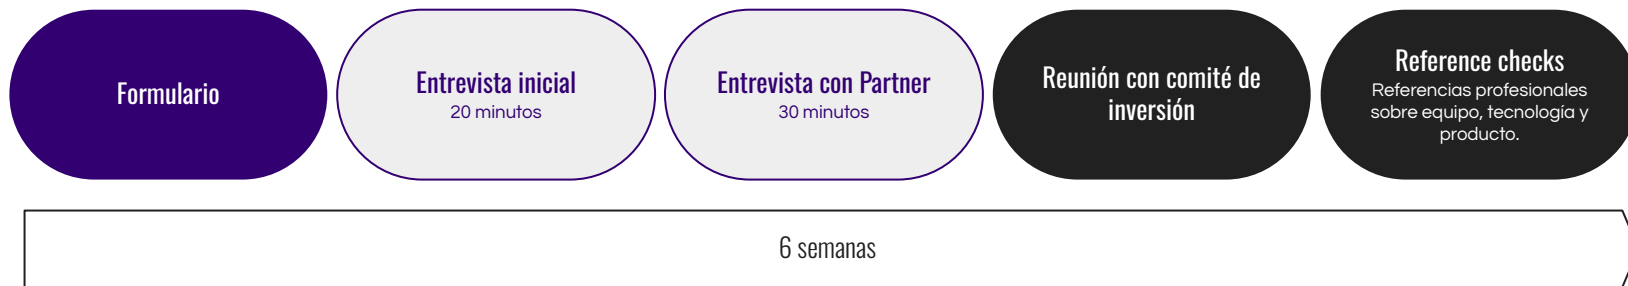 Formulario
Entrevista inicial
20 minutos
Entrevista con Partner
30 minutos
Reunión con comité de
inversión
Reference checks
Referencias profesionales
sobre equipo, tecnología y
producto.
6 semanas